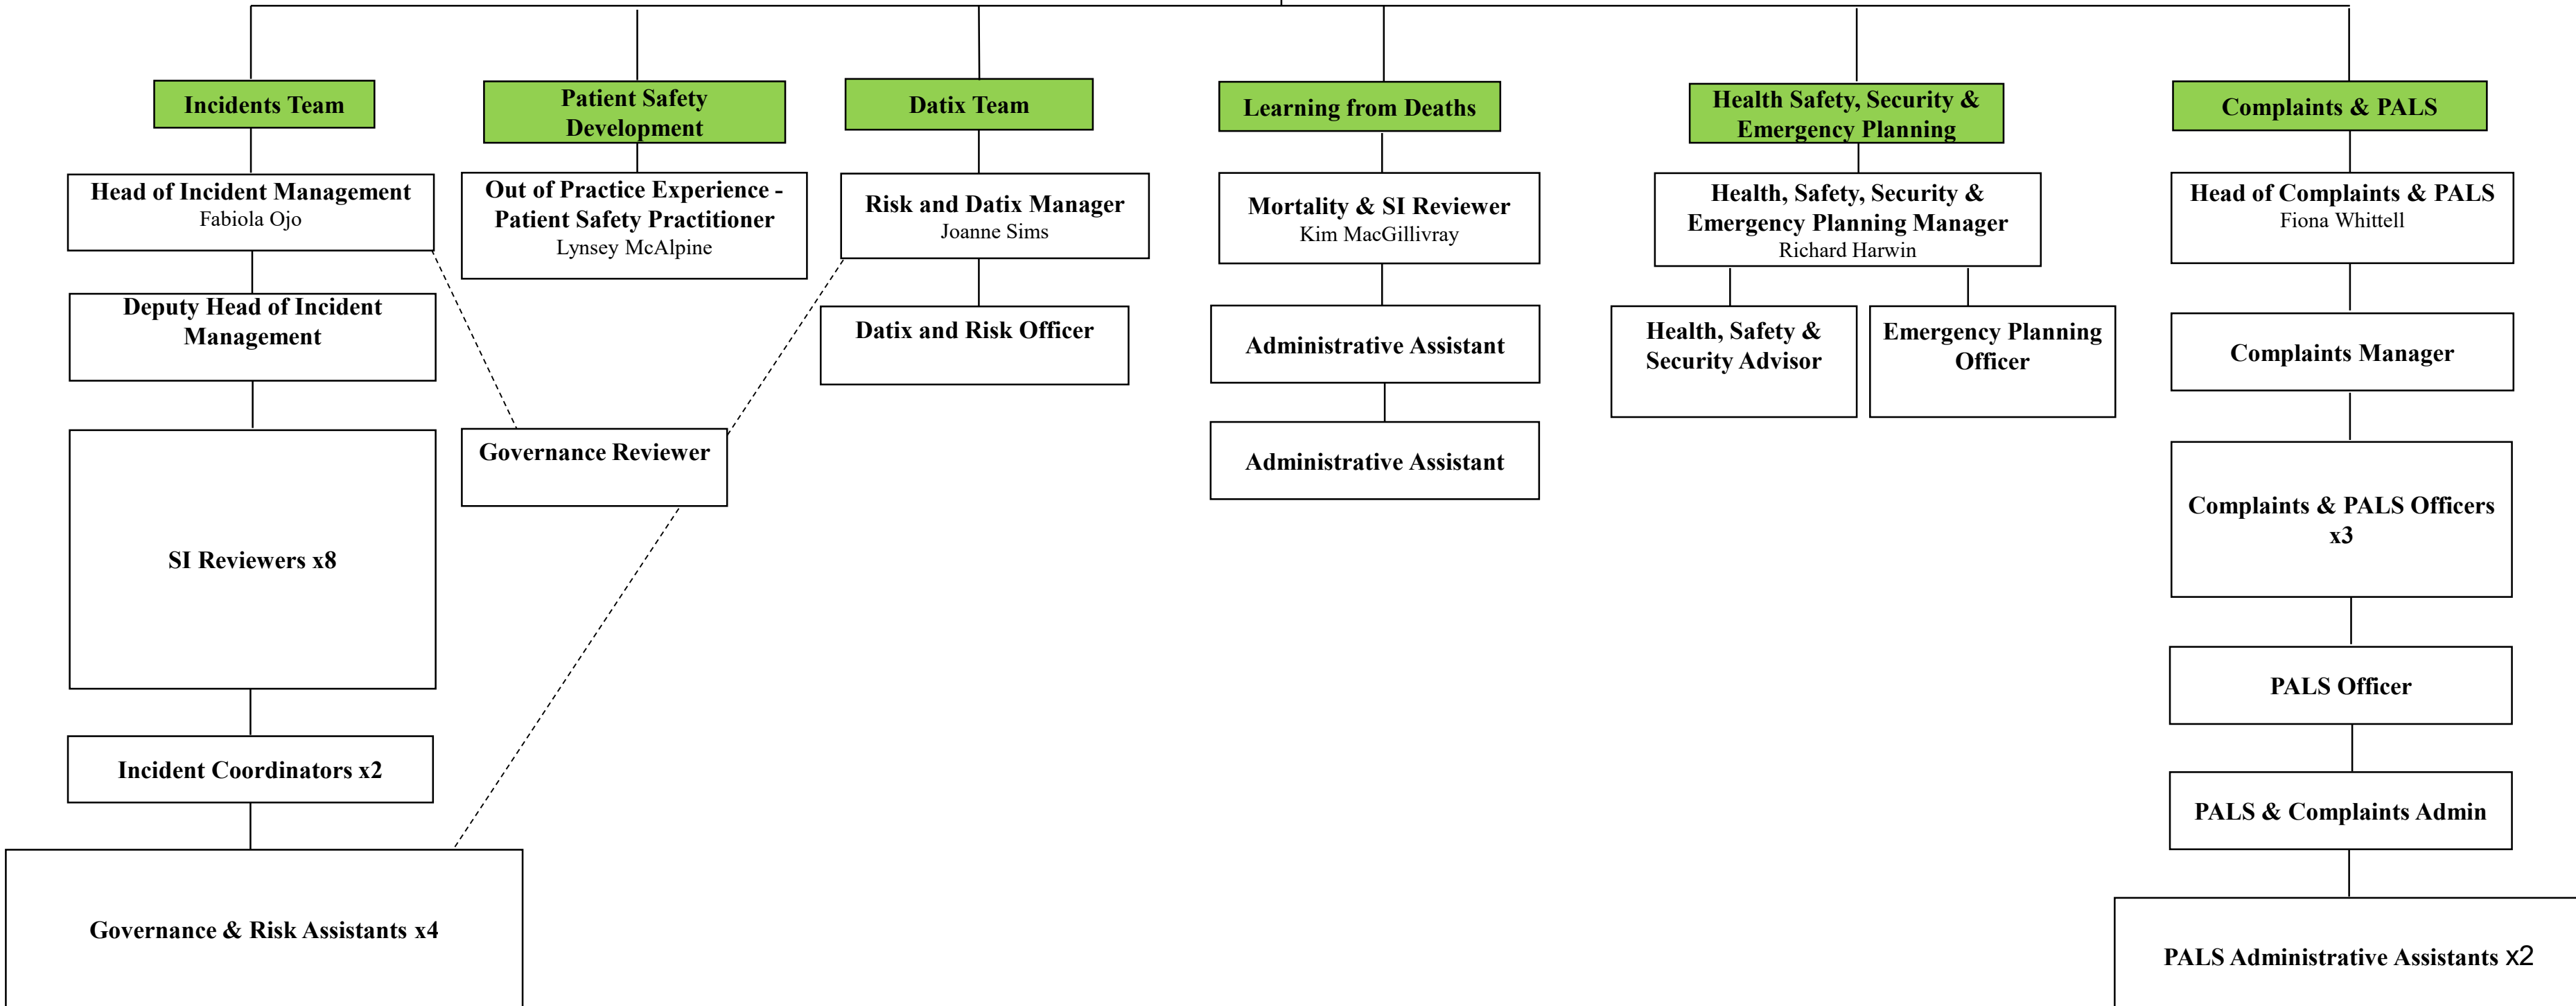 Incidents Team
Head of Incident Management
Fabiola Ojo
Deputy Head of Incident
Management
SI Reviewers x8
Incident Coordinators x2
Governance & Risk Assistants x4
Patient Safety
Development
Out of Practice Experience -
Patient Safety Practitioner
Lynsey McAlpine
Governance Reviewer
Datix Team
Risk and Datix Manager
Joanne Sims
Datix and Risk Officer
Learning from Deaths
Mortality & SI Reviewer
Kim MacGillivray
Administrative Assistant
Administrative Assistant
Health Safety, Security &
Emergency Planning
Health, Safety, Security &
Emergency Planning Manager
Richard Harwin
Health, Safety &
Security Advisor
Emergency Planning
Officer
Complaints & PALS
Head of Complaints & PALS
Fiona Whittell
Complaints Manager
Complaints & PALS Officers
x3
PALS Officer
PALS & Complaints Admin
PALS Administrative Assistants x2